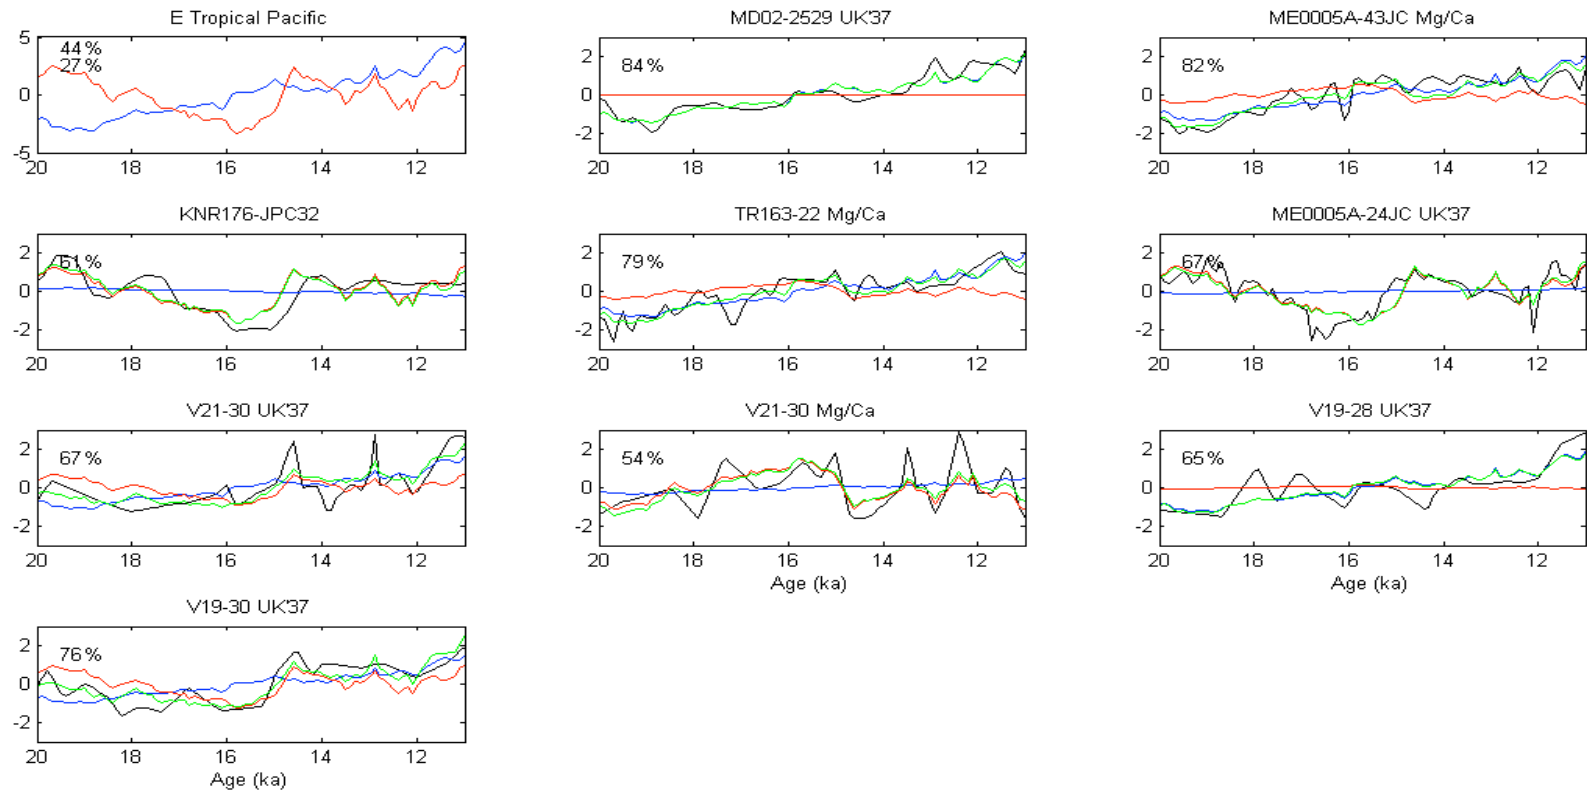 E Tropical Pacific
5
0
-5
44%
27%
20 18 16 14 12
MD02-2529 UK'37
2
0
-2
84%
20 18 16 14 12
ME0005A-43JC Mg/Ca
2
0
-2
82%
20 18 16 14 12
KNR176-JPC32
2
0
-2
61%
20 18 16 14 12
TR163-22 Mg/Ca
2
0
-2
79%
20 18 16 14 12
ME0005A-24JC UK'37
2
0
-2
67%
20 18 16 14 12
V21-30 UK'37
2
0
-2
67%
20 18 16 14 12
V21-30 Mg/Ca
2
0
-2
54%
20 18 16 14 12
Age (ka)
V19-28 UK'37
2
0
-2
65%
20 18 16 14 12
Age (ka)
V19-30 UK'37
2
0
-2
76%
20 18 16 14 12
Age (ka)